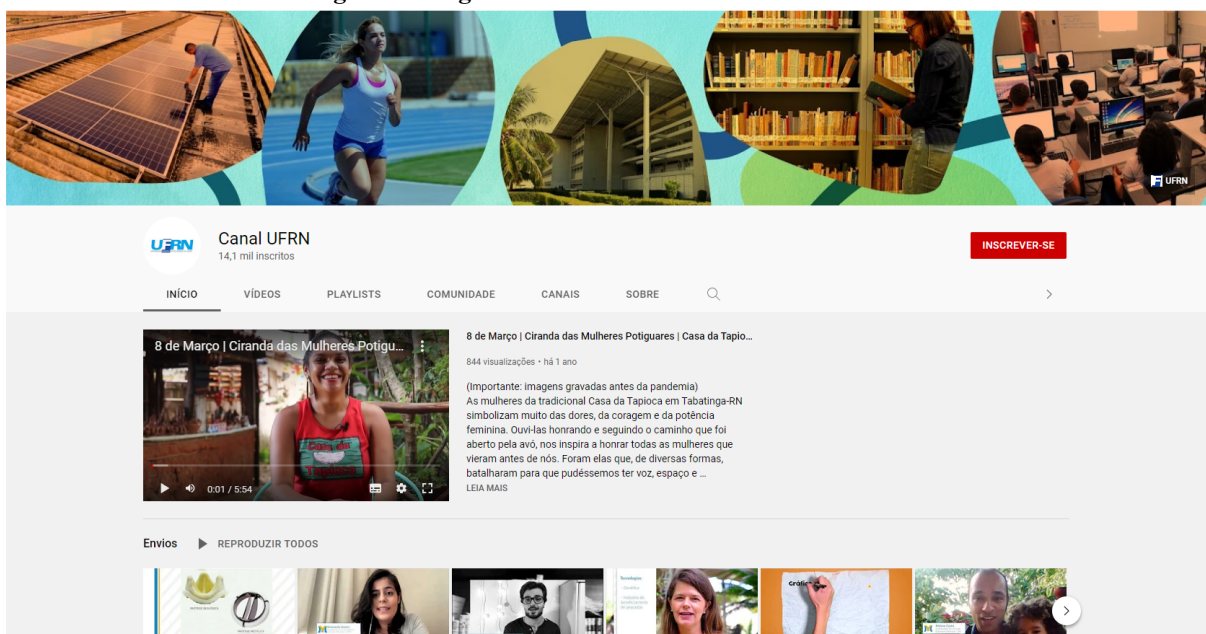 UFRN
UFRN
Canal UFRN
14,1 mil inscritos
INSCREVER-SE
INÍCIO VÍDEOS PLAYLISTS COMUNIDADE CANAIS SOBRE
8 de Março | Ciranda das Mulheres Potigu...
Casa da
Tapioca
0:01 / 5:54
8 de Março | Ciranda das Mulheres Potiguares | Casa da Tapio...
844 visualizações • há 1 ano
(Importante: imagens gravadas antes da pandemia)
As mulheres da tradicional Casa da Tapioca em Tabatinga-RN
simbolizam muito das dores, da coragem e da potência
feminina. Ouvi-las honrando e seguindo o caminho que foi
aberto pela avó, nos inspira a honrar todas as mulheres que
vieram antes de nós. Foram elas que, de diversas formas,
batalharam para que pudéssemos ter voz, espaço e ...
LEIA MAIS
Envios REPRODUZIR TODOS
Tecnologias